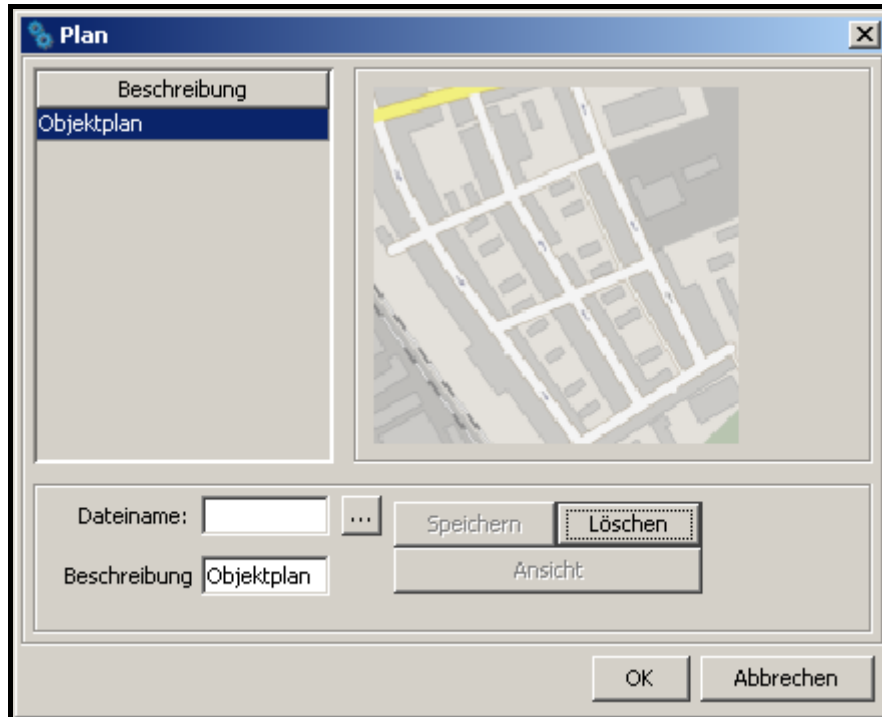 Plan
Beschreibung
Objektplan
Dateiname:
...
Speichern
Löschen
Beschreibung
Objektplan
Ansicht
OK
Abbrechen